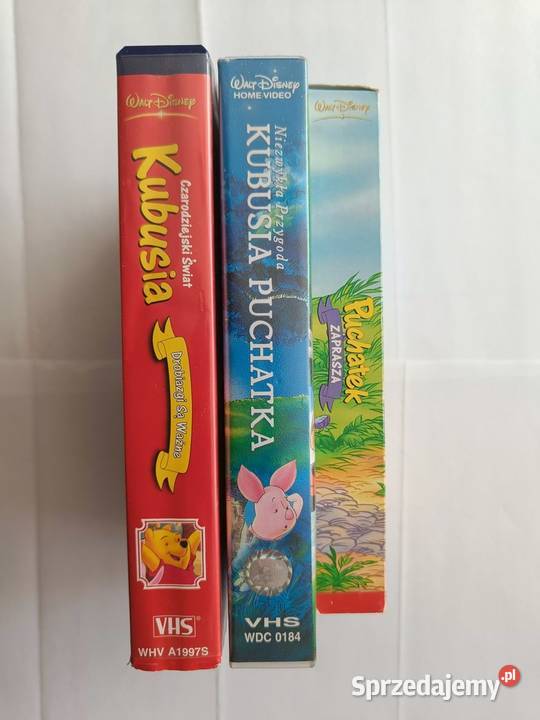 WALT DISNEY
Czarodziejski Świat
Kubusia
Drobiazgi Są Ważne
VHS
WHV A1997S
WALT DISNEY
HOME VIDEO
Niezwykła Przygoda
KUBUSIA PUCHATKA
VHS
WDC 0184
WALT DISNEY
Puchatek
ZAPRASZA
Sprzedajemy.pl